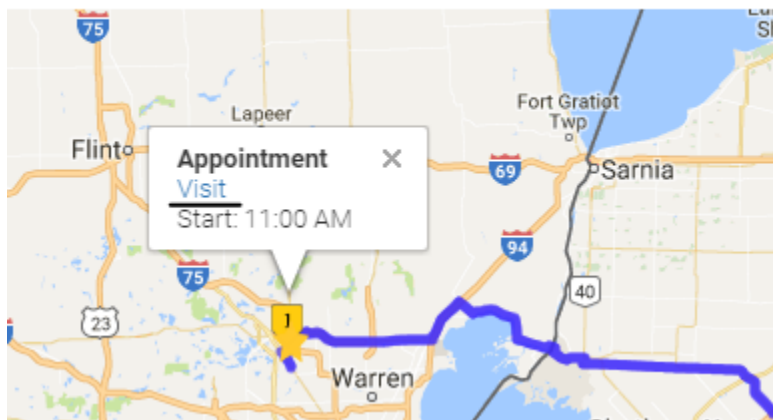 75
Lapeer
Fort Gratiot
Twp
Flint
Appointment
Visit
Start: 11:00 AM
69
Sarnia
94
75
40
23
1
Warren